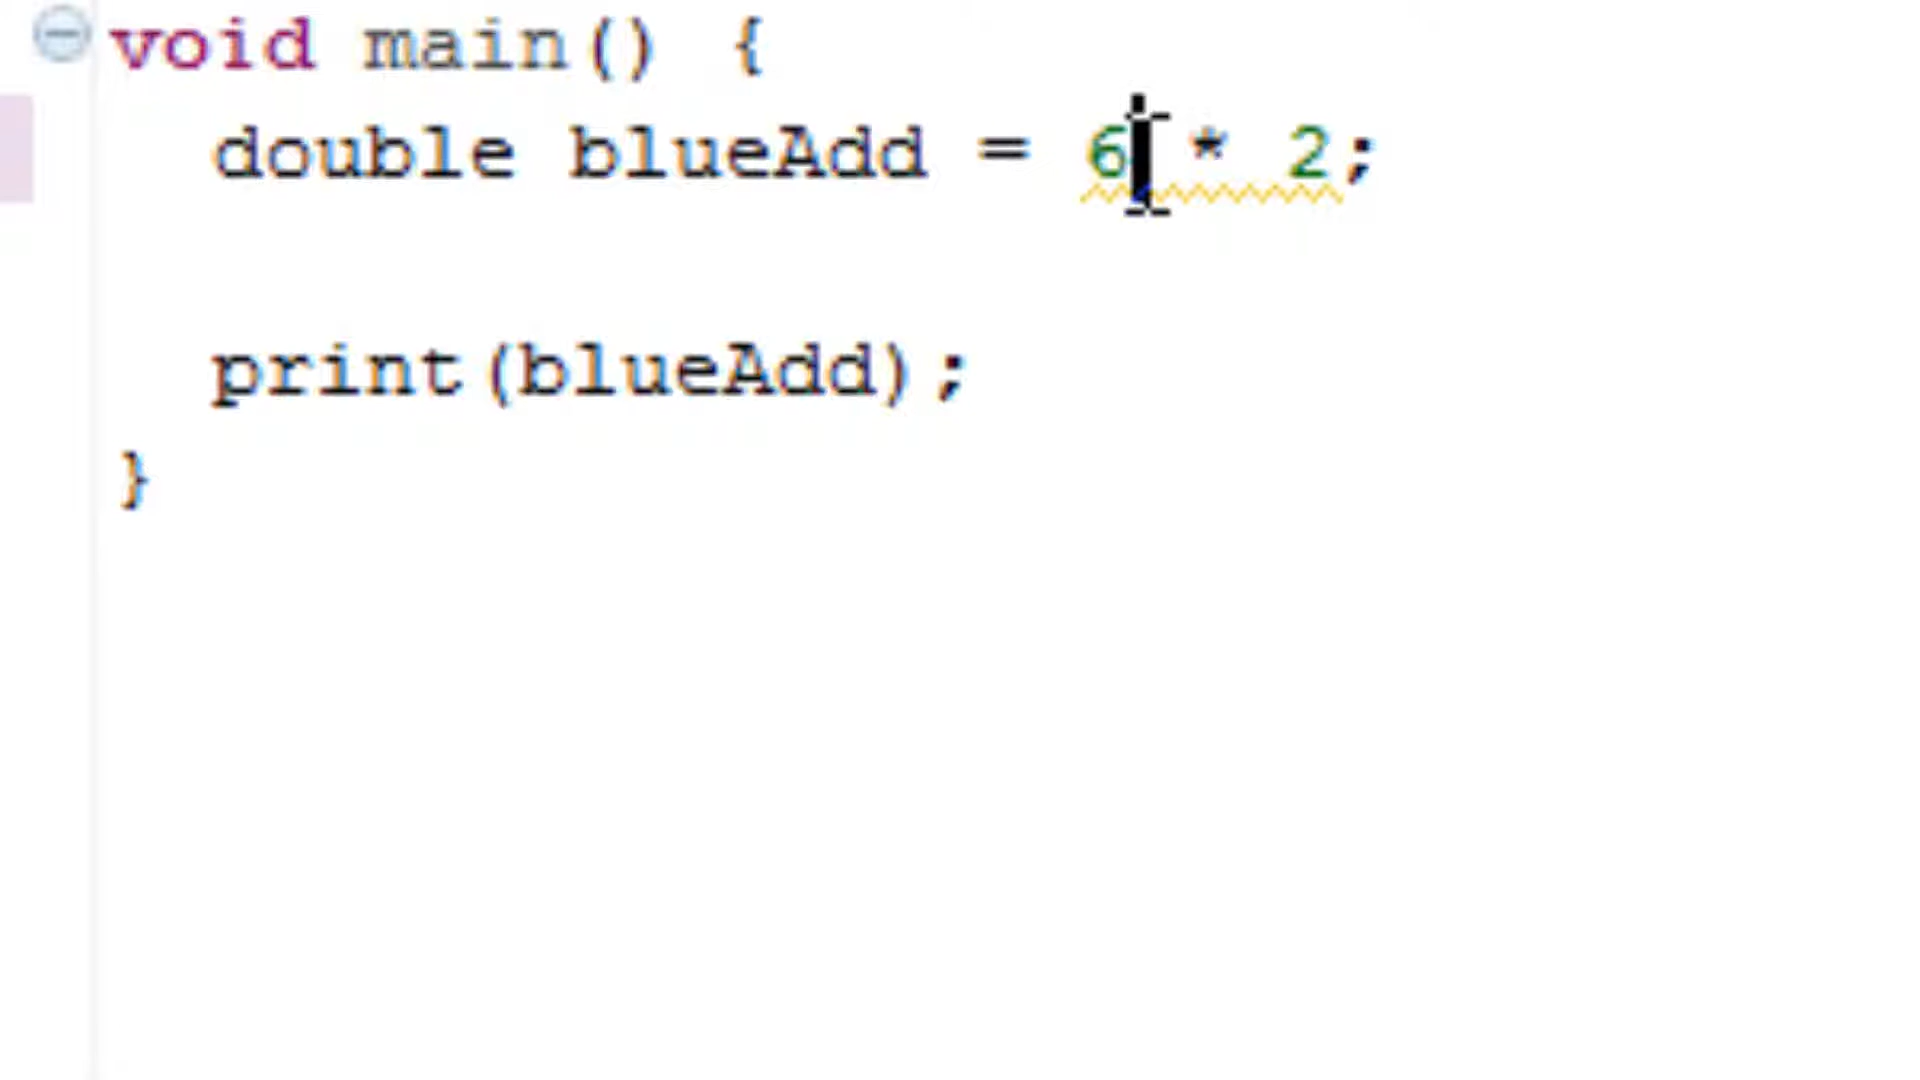 void main() {
double blueAdd = 6 * 2;
print(blueAdd);
}